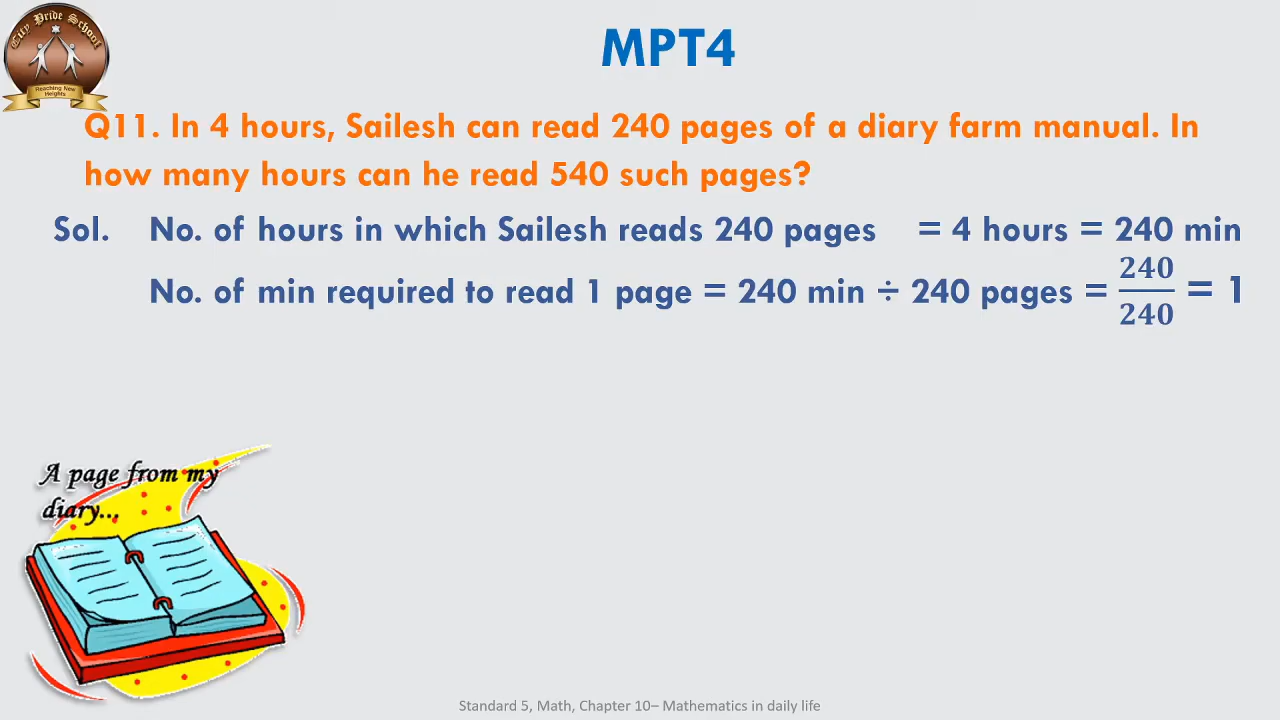 City Pride School
Reaching New
Heights
MPT4
Q11. In 4 hours, Sailesh can read 240 pages of a diary farm manual. In
how many hours can he read 540 such pages?
Sol. No. of hours in which Sailesh reads 240 pages = 4 hours = 240 min
No. of min required to read 1 page = 240 min ÷ 240 pages = 240/240 = 1
A page from my
diary...
Standard 5, Math, Chapter 10– Mathematics in daily life